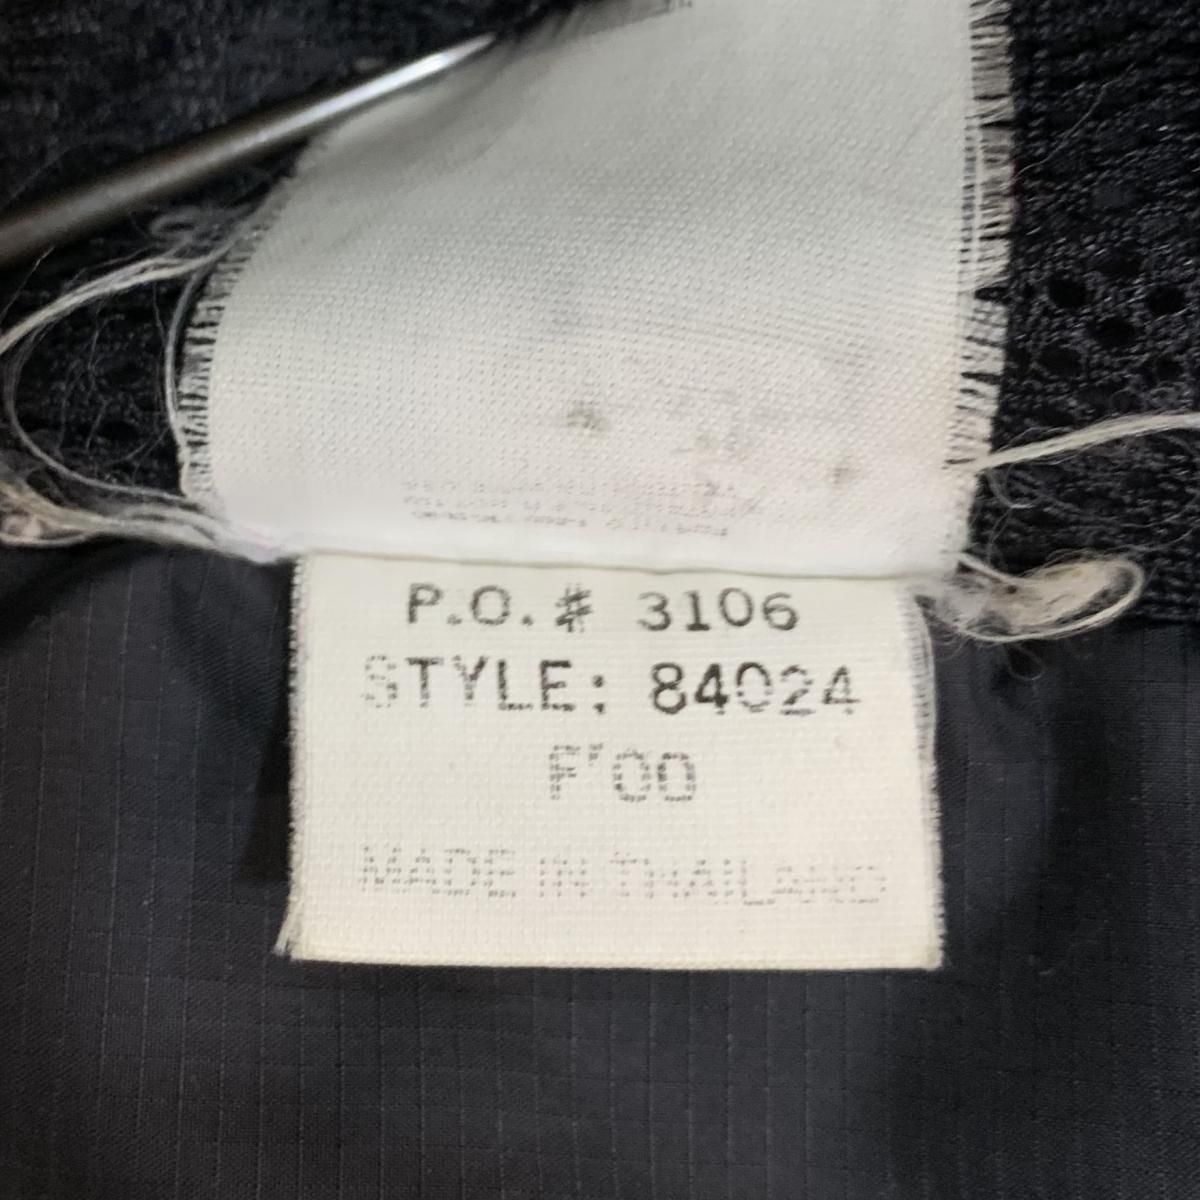 P.O.# 3106
STYLE: 84024
F'00
MADE IN THAILAND